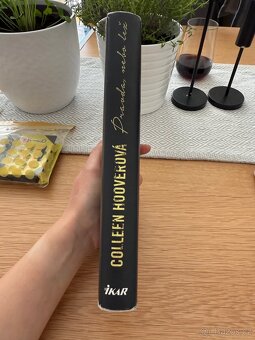 Pravda, nebo lež
COLLEEN HOOVEROVÁ
iKAR